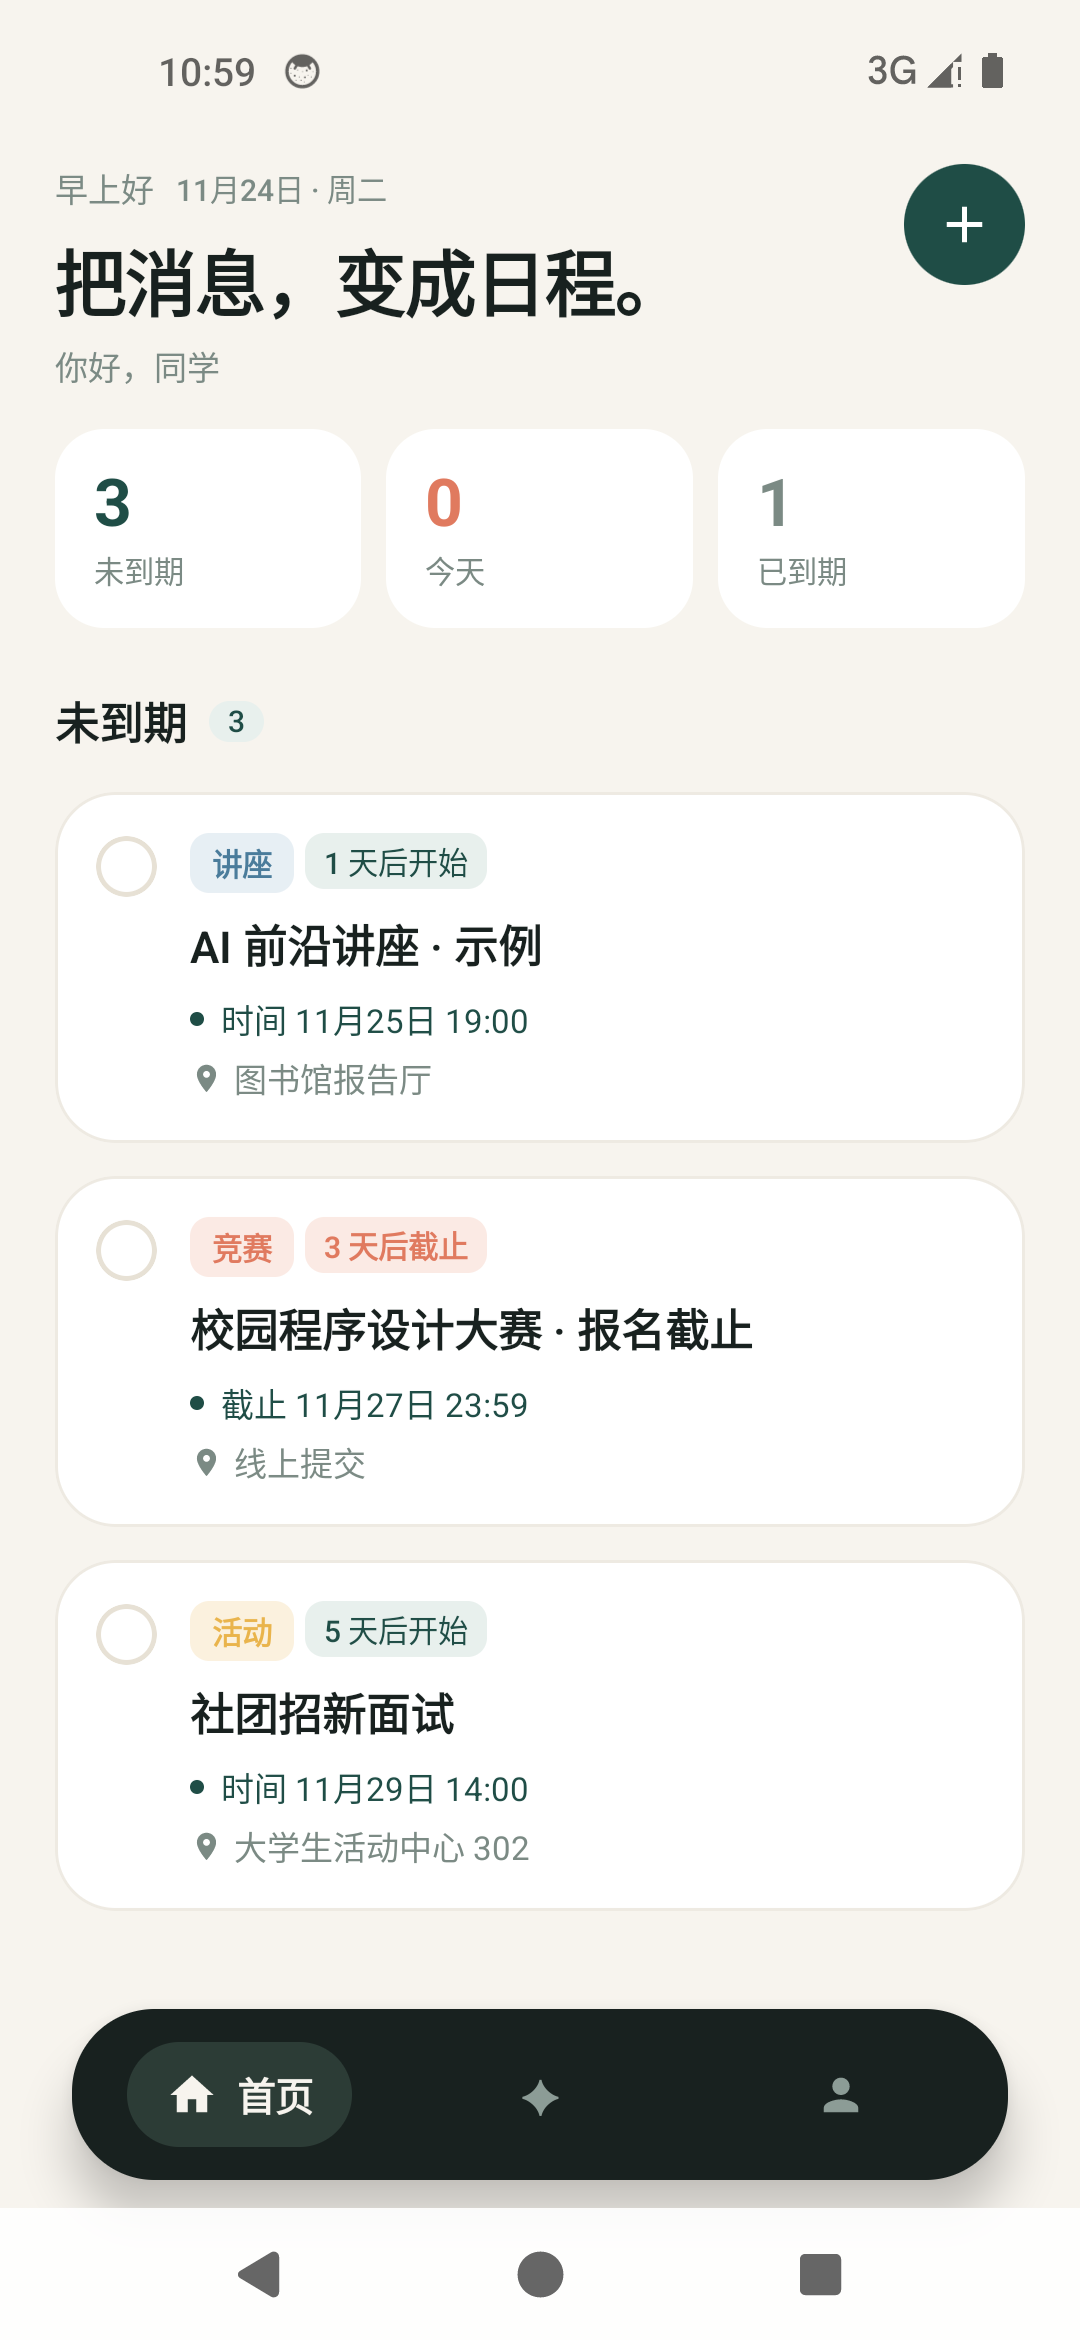 10:59
3G
早上好 11月24日 · 周二
把消息，变成日程。
你好，同学
3
未到期
0
今天
1
已到期
未到期 3
讲座 1 天后开始
AI 前沿讲座 · 示例
时间 11月25日 19:00
图书馆报告厅
竞赛 3 天后截止
校园程序设计大赛 · 报名截止
截止 11月27日 23:59
线上提交
活动 5 天后开始
社团招新面试
时间 11月29日 14:00
大学生活动中心 302
首页